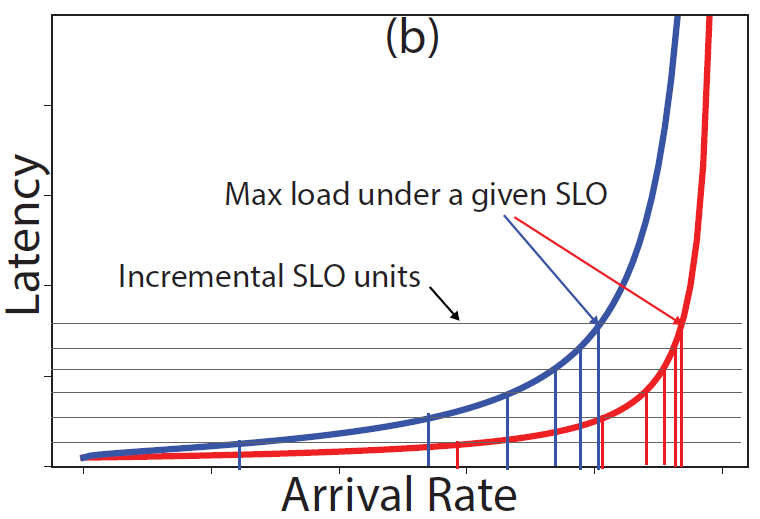 (b)
Max load under a given SLO
Incremental SLO units
Latency
Arrival Rate